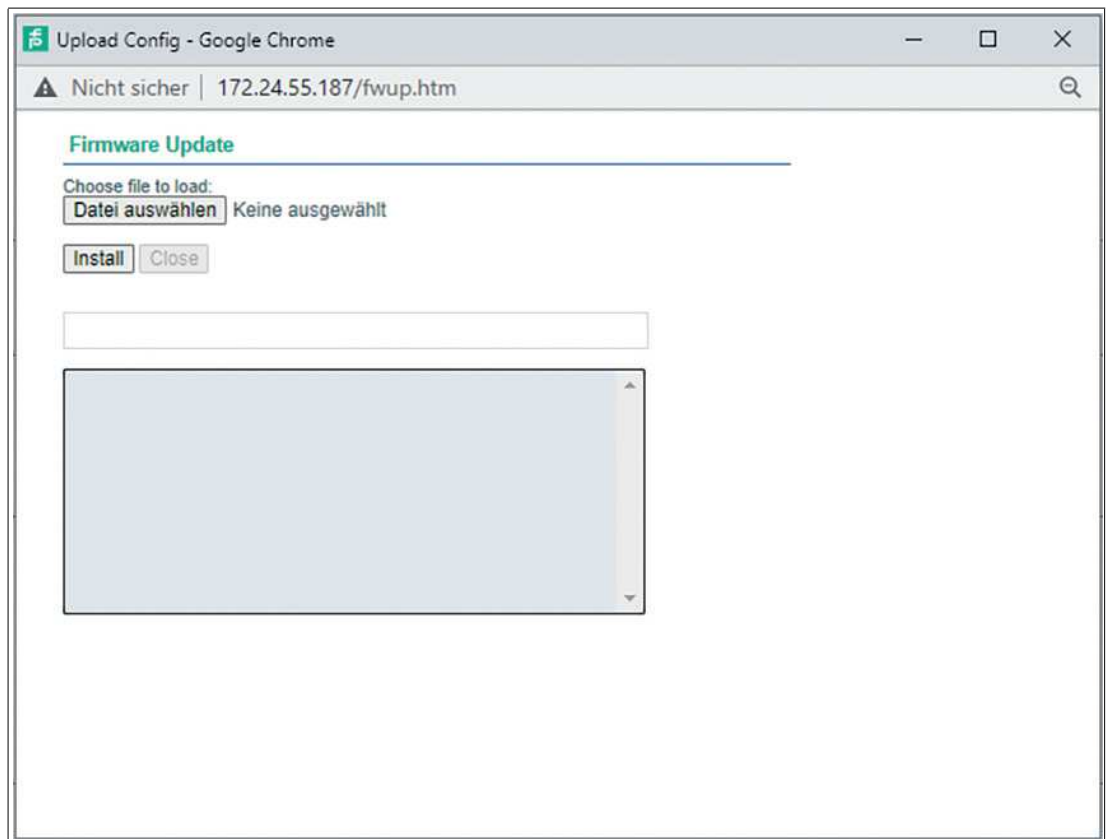 Upload Config - Google Chrome
Nicht sicher | 172.24.55.187/fwup.htm
Firmware Update
Choose file to load:
Datei auswählen Keine ausgewählt
Install Close